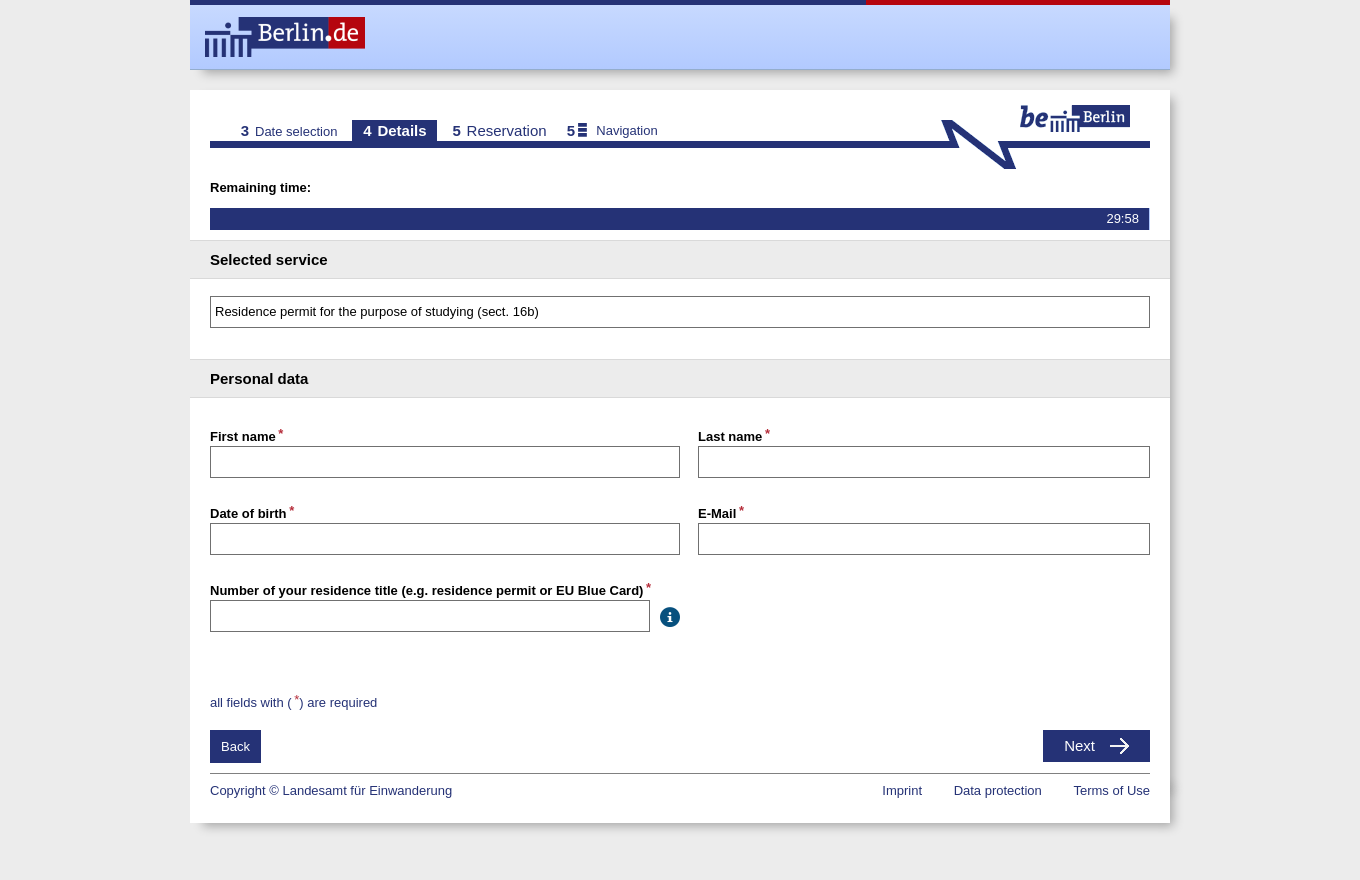 Berlin.de
be Berlin
3 Date selection 4 Details 5 Reservation 5 Navigation
Remaining time:
29:58
Selected service
Residence permit for the purpose of studying (sect. 16b)
Personal data
First name * Last name *
Date of birth * E-Mail *
Number of your residence title (e.g. residence permit or EU Blue Card) *
i
all fields with ( *) are required
Back Next
Copyright © Landesamt für Einwanderung Imprint Data protection Terms of Use